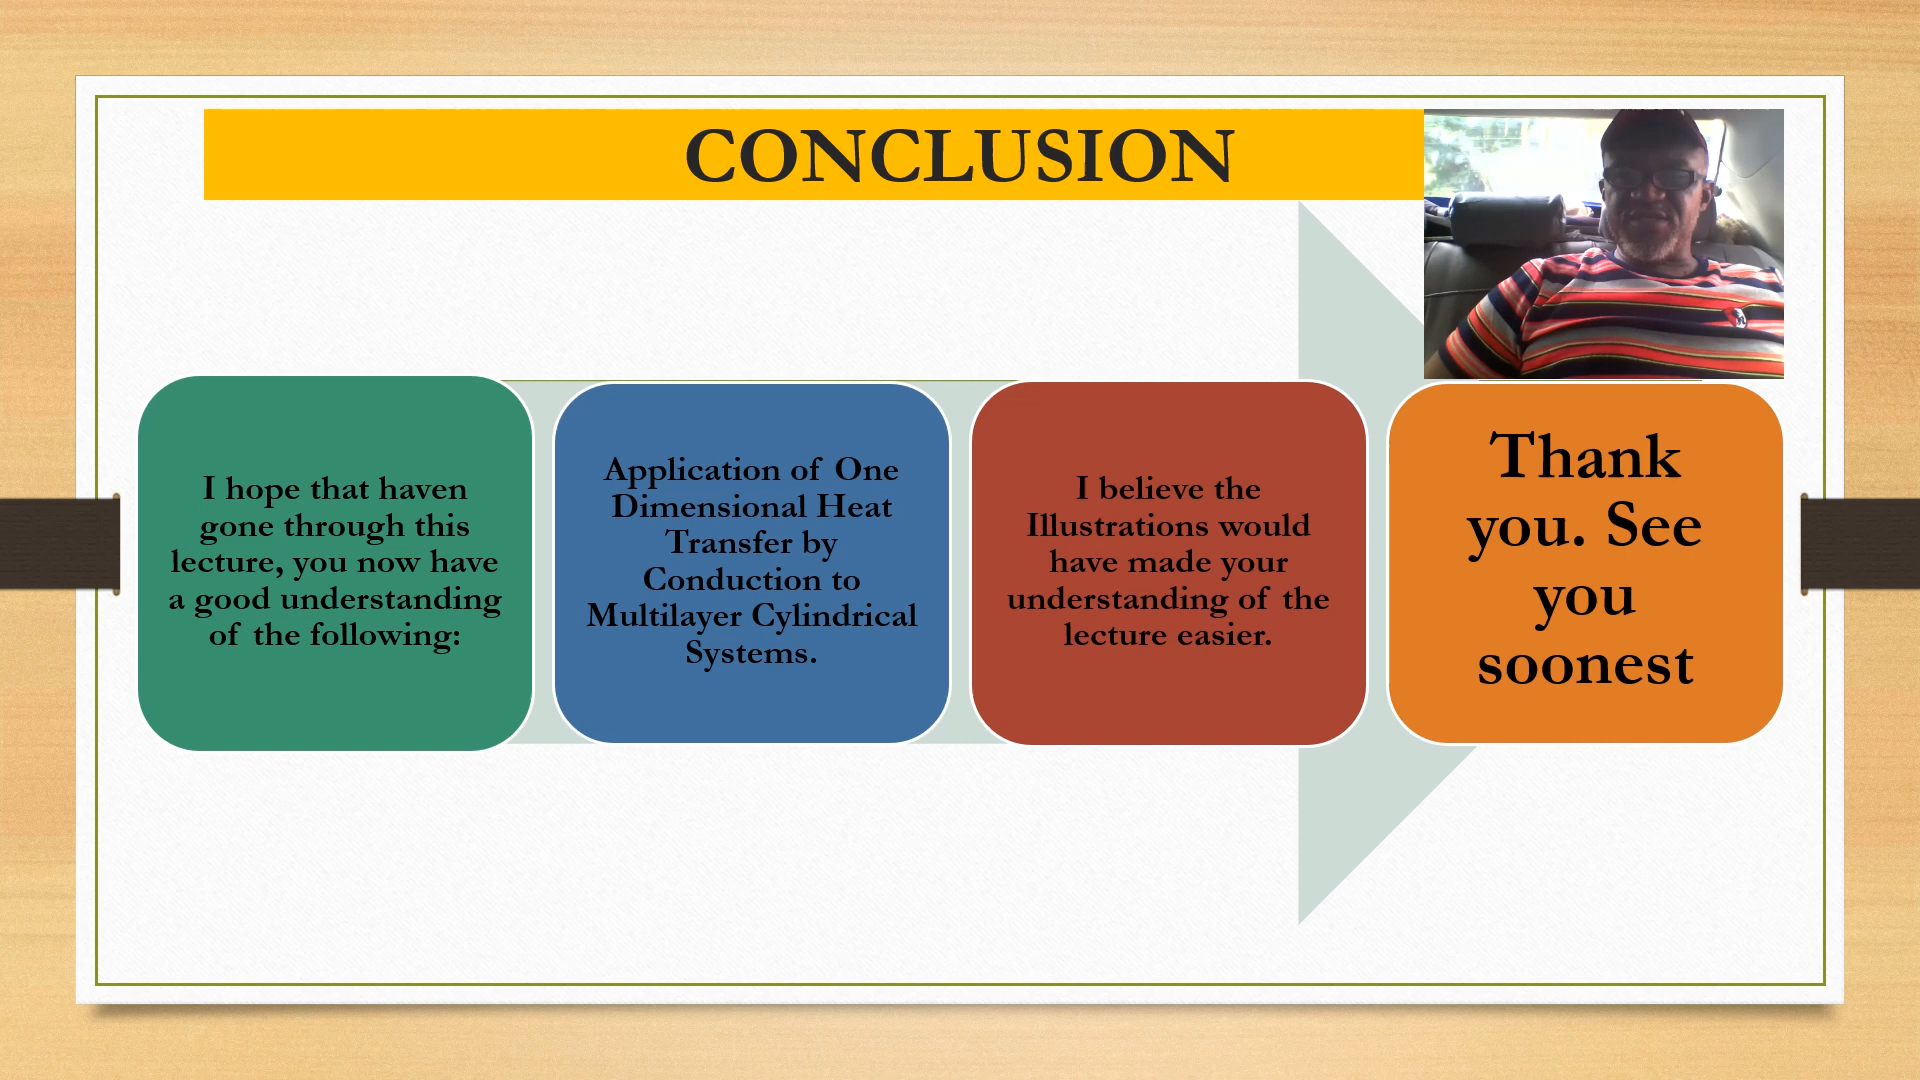 CONCLUSION
I hope that haven
gone through this
lecture, you now have
a good understanding
of the following:
Application of One
Dimensional Heat
Transfer by
Conduction to
Multilayer Cylindrical
Systems.
I believe the
Illustrations would
have made your
understanding of the
lecture easier.
Thank
you. See
you
soonest